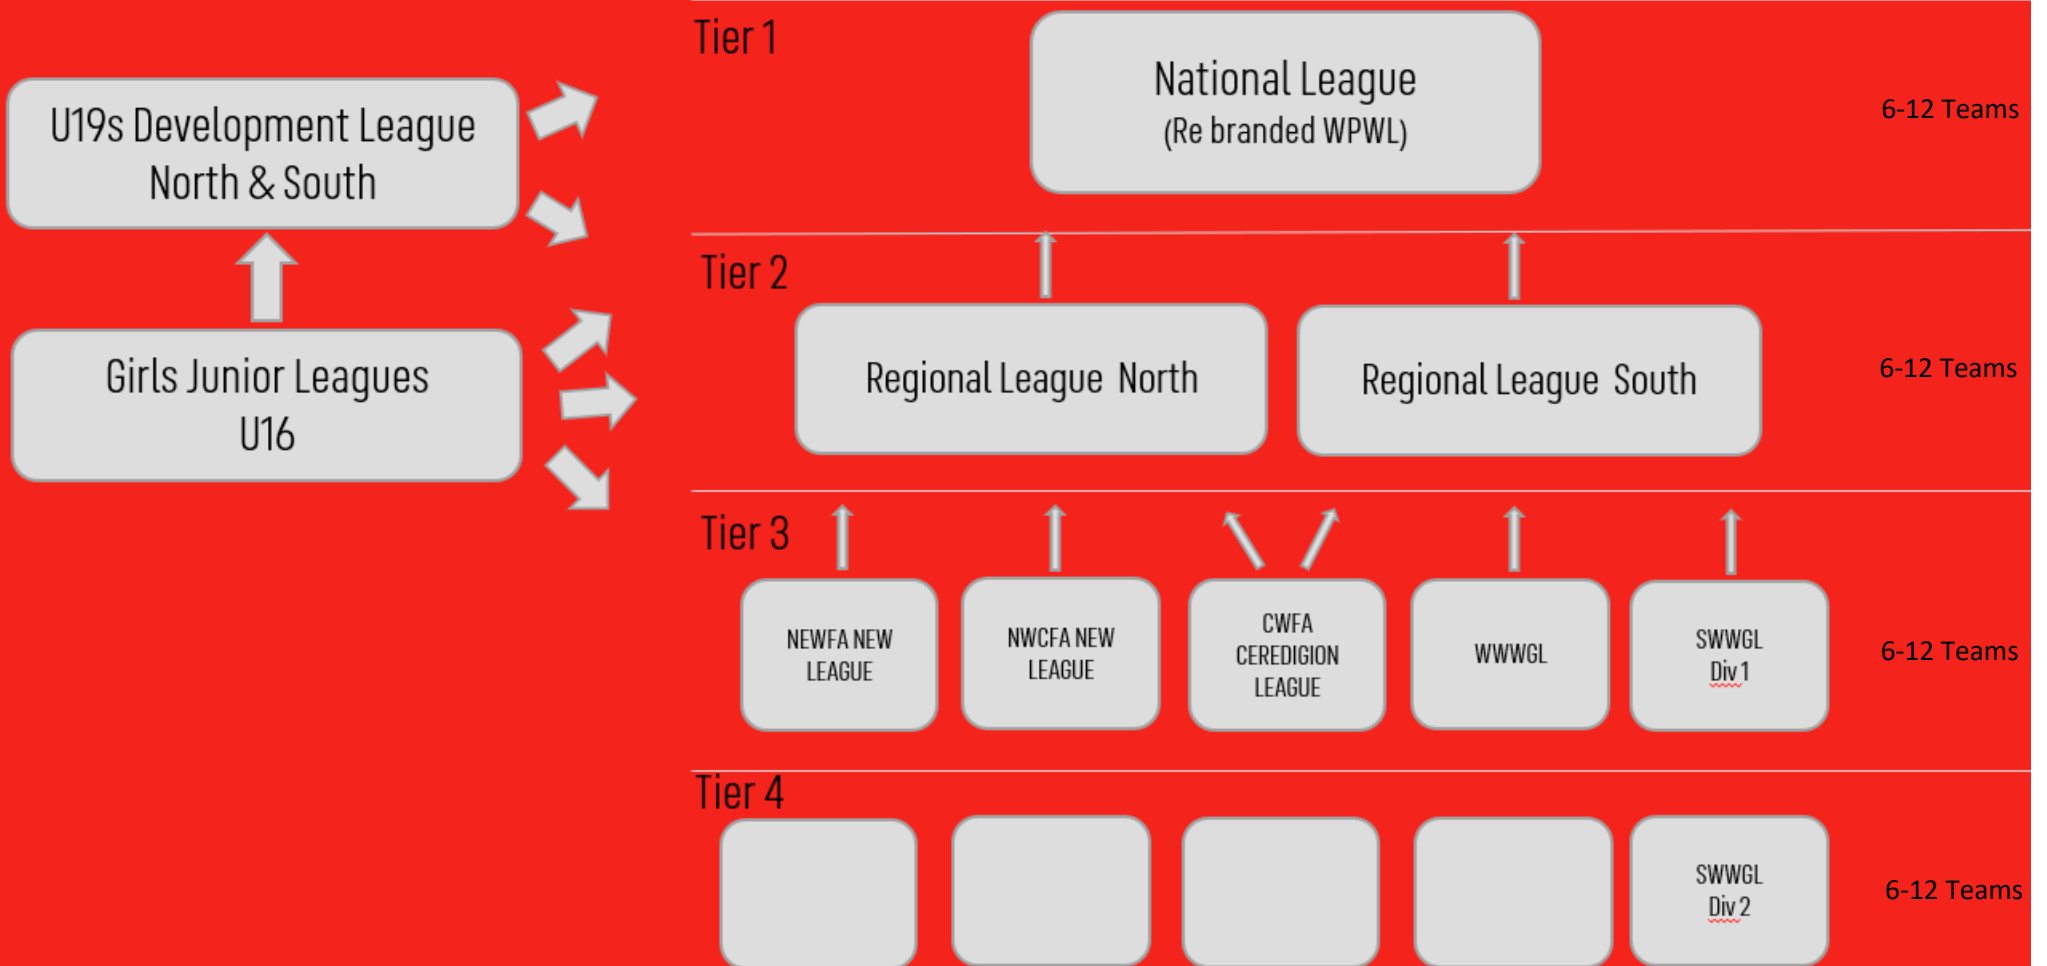 U19s Development League
North & South
Girls Junior Leagues
U16
Tier 1
National League
(Re branded WPWL)
6-12 Teams
Tier 2
Regional League North
Regional League South
6-12 Teams
Tier 3
NEWFA NEW
LEAGUE
NWCFA NEW
LEAGUE
CWFA
CEREDIGION
LEAGUE
WWWGL
SWWGL
Div 1
6-12 Teams
Tier 4
SWWGL
Div 2
6-12 Teams